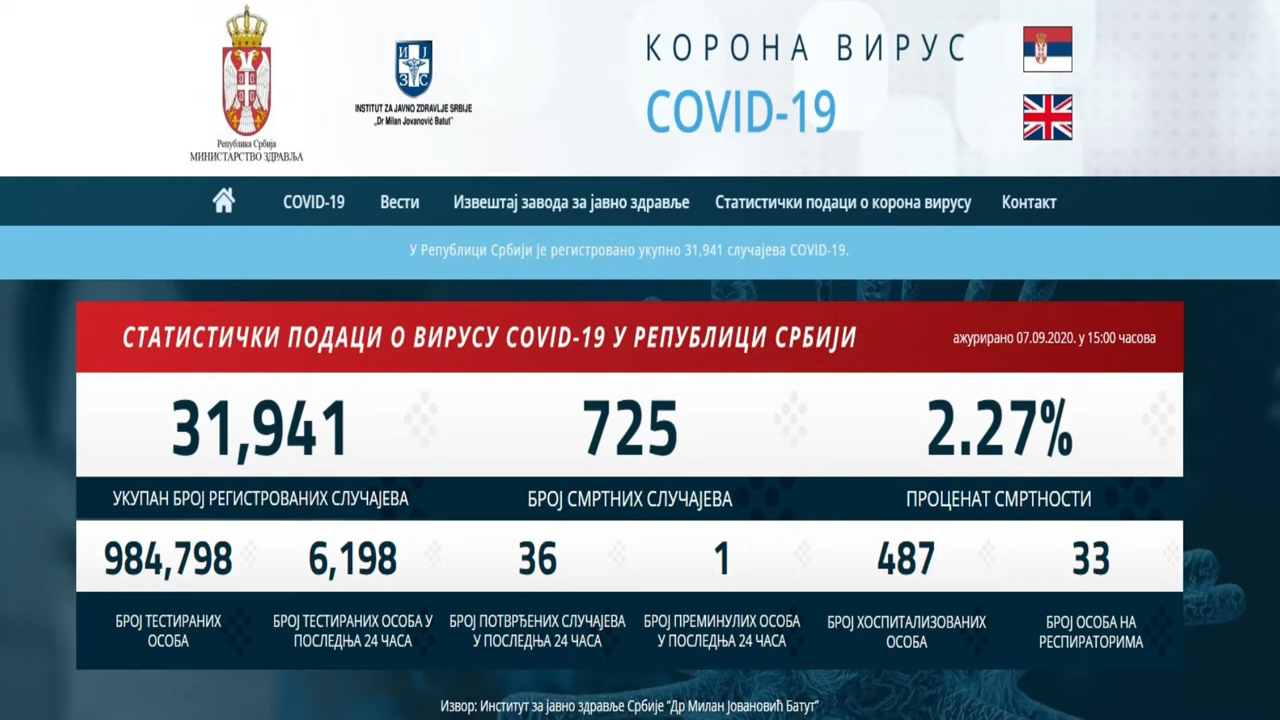 Република Србија
МИНИСТАРСТВО ЗДРАВЉА
И Ј
З С
INSTITUT ZA JAVNO ZDRAVLJE SRBIJE
„Dr Milan Jovanović Batut"
КОРОНА ВИРУС
COVID-19
COVID-19 Вести Извештај завода за јавно здравље Статистички подаци о корона вирусу Контакт
У Републици Србији је регистровано укупно 31,941 случајева COVID-19.
СТАТИСТИЧКИ ПОДАЦИ О ВИРУСУ COVID-19 У РЕПУБЛИЦИ СРБИЈИ
ажурирано 07.09.2020. у 15:00 часова
31,941 725 2.27%
УКУПАН БРОЈ РЕГИСТРОВАНИХ СЛУЧАЈЕВА БРОЈ СМРТНИХ СЛУЧАЈЕВА ПРОЦЕНАТ СМРТНОСТИ
984,798 6,198 36 1 487 33
БРОЈ ТЕСТИРАНИХ
ОСОБА
БРОЈ ТЕСТИРАНИХ ОСОБА У
ПОСЛЕДЊА 24 ЧАСА
БРОЈ ПОТВРЂЕНИХ СЛУЧАЈЕВА
У ПОСЛЕДЊА 24 ЧАСА
БРОЈ ПРЕМИНУЛИХ ОСОБА
У ПОСЛЕДЊА 24 ЧАСА
БРОЈ ХОСПИТАЛИЗОВАНИХ
ОСОБА
БРОЈ ОСОБА НА
РЕСПИРАТОРИМА
Извор: Институт за јавно здравље Србије "Др Милан Јовановић Батут"